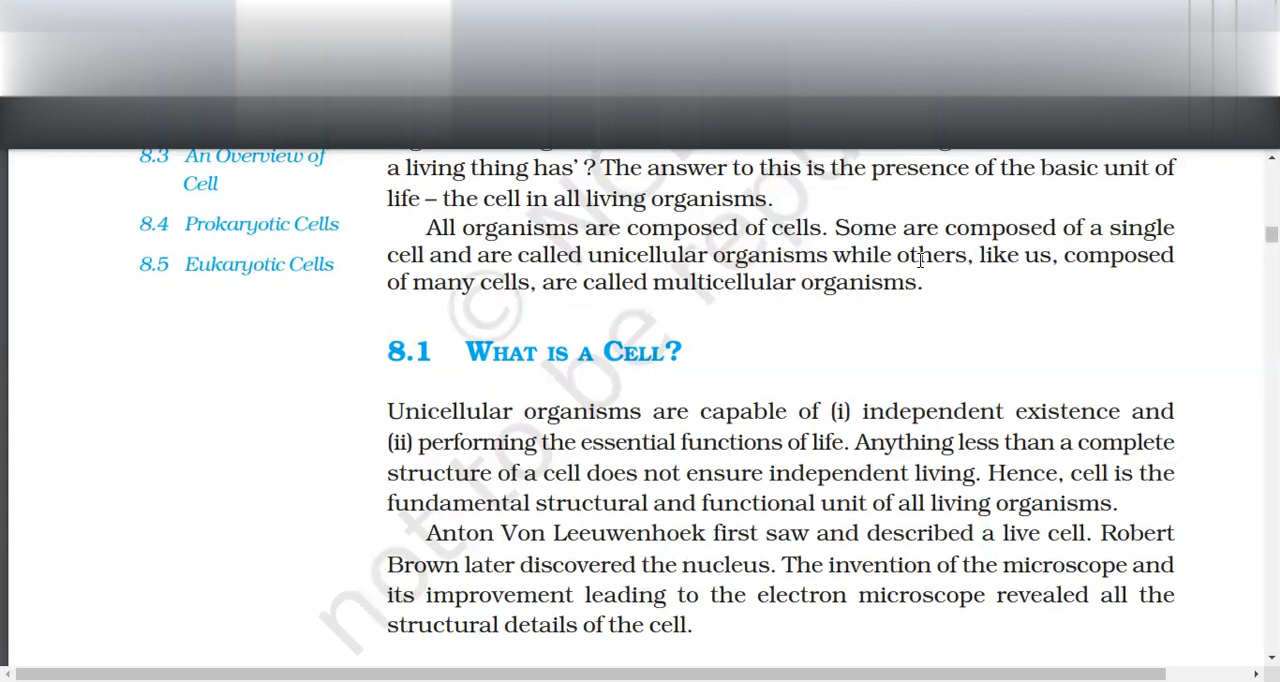 8.3 An Overview of
Cell
8.4 Prokaryotic Cells
8.5 Eukaryotic Cells
a living thing has' ? The answer to this is the presence of the basic unit of
life – the cell in all living organisms.
All organisms are composed of cells. Some are composed of a single
cell and are called unicellular organisms while others, like us, composed
of many cells, are called multicellular organisms.
8.1 WHAT IS A CELL?
Unicellular organisms are capable of (i) independent existence and
(ii) performing the essential functions of life. Anything less than a complete
structure of a cell does not ensure independent living. Hence, cell is the
fundamental structural and functional unit of all living organisms.
Anton Von Leeuwenhoek first saw and described a live cell. Robert
Brown later discovered the nucleus. The invention of the microscope and
its improvement leading to the electron microscope revealed all the
structural details of the cell.
©
not to be